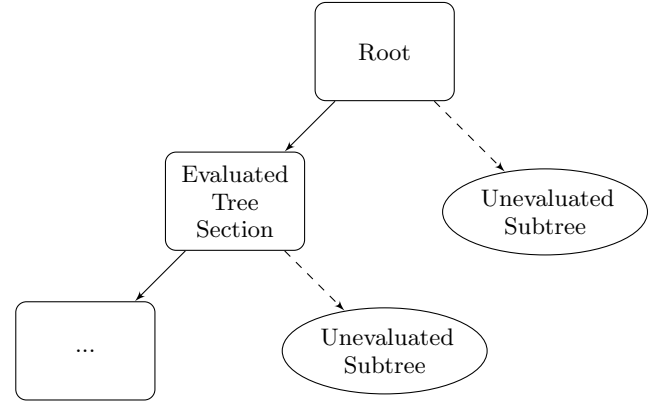 Root
Evaluated
Tree
Section
Unevaluated
Subtree
...
Unevaluated
Subtree